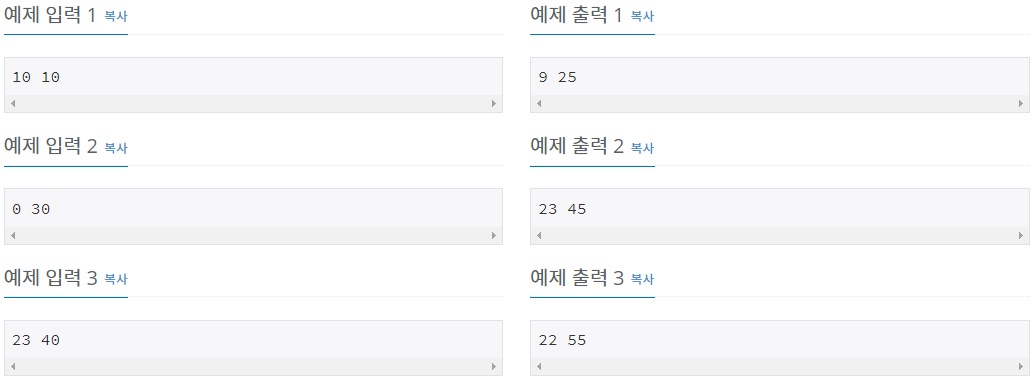 예제 입력 1 복사
예제 출력 1 복사
10 10
9 25
예제 입력 2 복사
예제 출력 2 복사
0 30
23 45
예제 입력 3 복사
예제 출력 3 복사
23 40
22 55